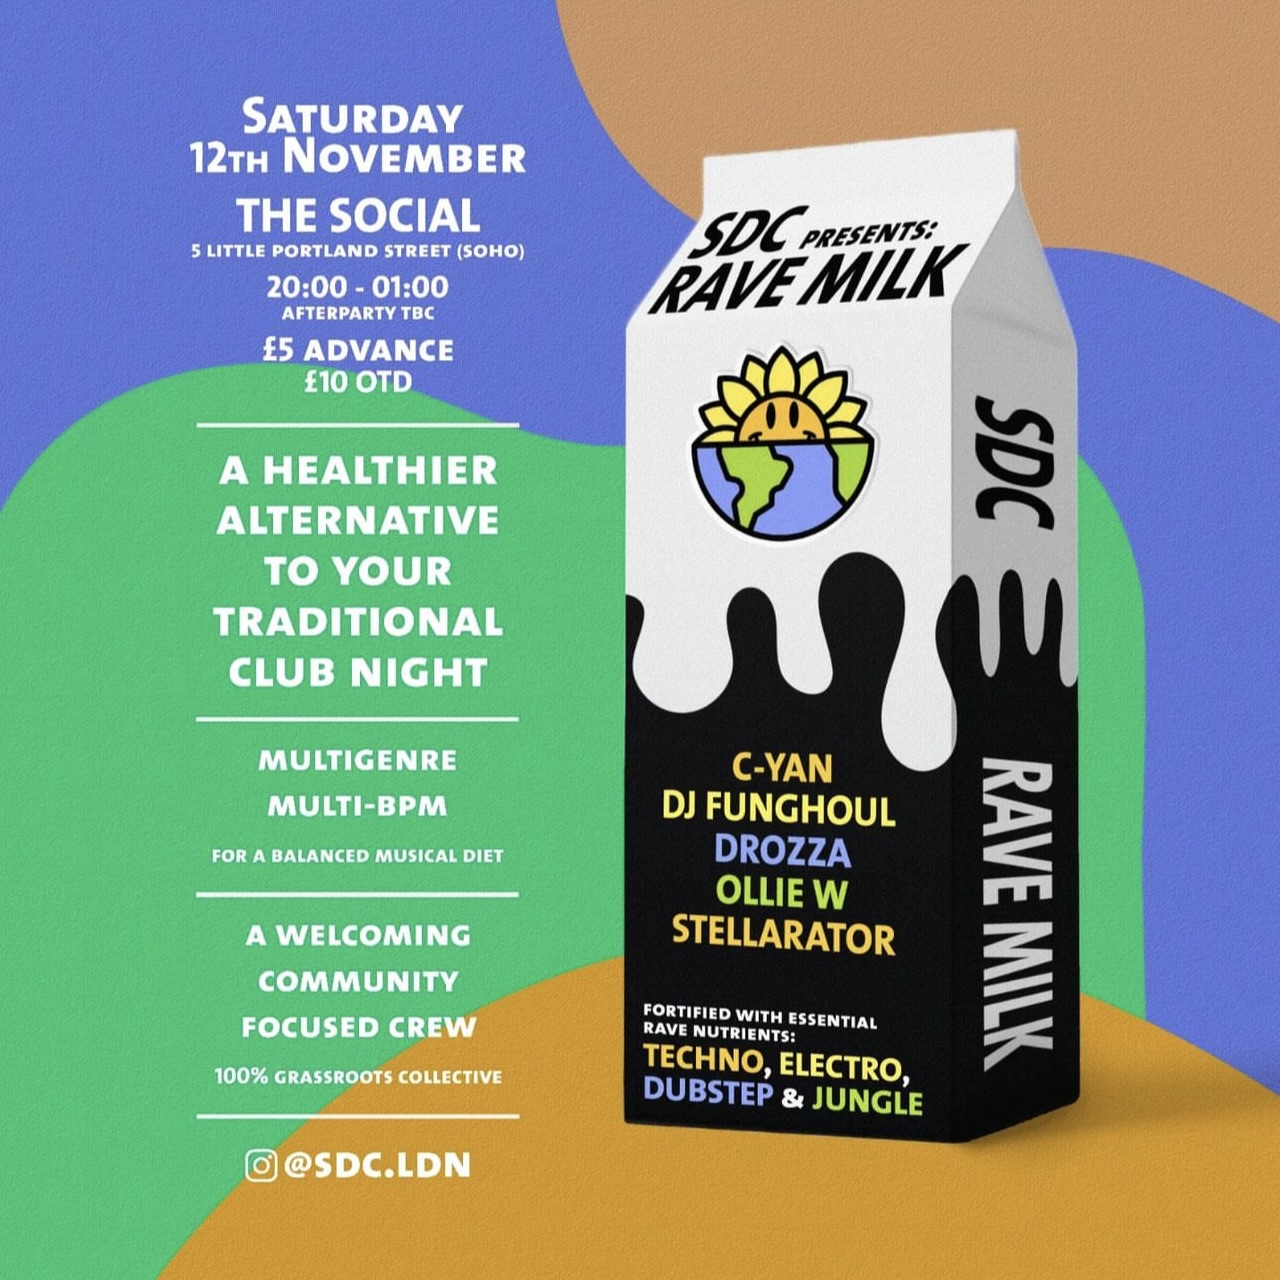 SATURDAY
12TH NOVEMBER
THE SOCIAL
5 LITTLE PORTLAND STREET (SOHO)
20:00 - 01:00
AFTERPARTY TBC
£5 ADVANCE
£10 OTD
A HEALTHIER
ALTERNATIVE
TO YOUR
TRADITIONAL
CLUB NIGHT
MULTIGENRE
MULTI-BPM
FOR A BALANCED MUSICAL DIET
A WELCOMING
COMMUNITY
FOCUSED CREW
100% GRASSROOTS COLLECTIVE
@SDC.LDN
SDC PRESENTS:
RAVE MILK
C-YAN
DJ FUNGHOUL
DROZZA
OLLIE W
STELLARATOR
FORTIFIED WITH ESSENTIAL
RAVE NUTRIENTS:
TECHNO, ELECTRO,
DUBSTEP & JUNGLE
SDC RAVE MILK